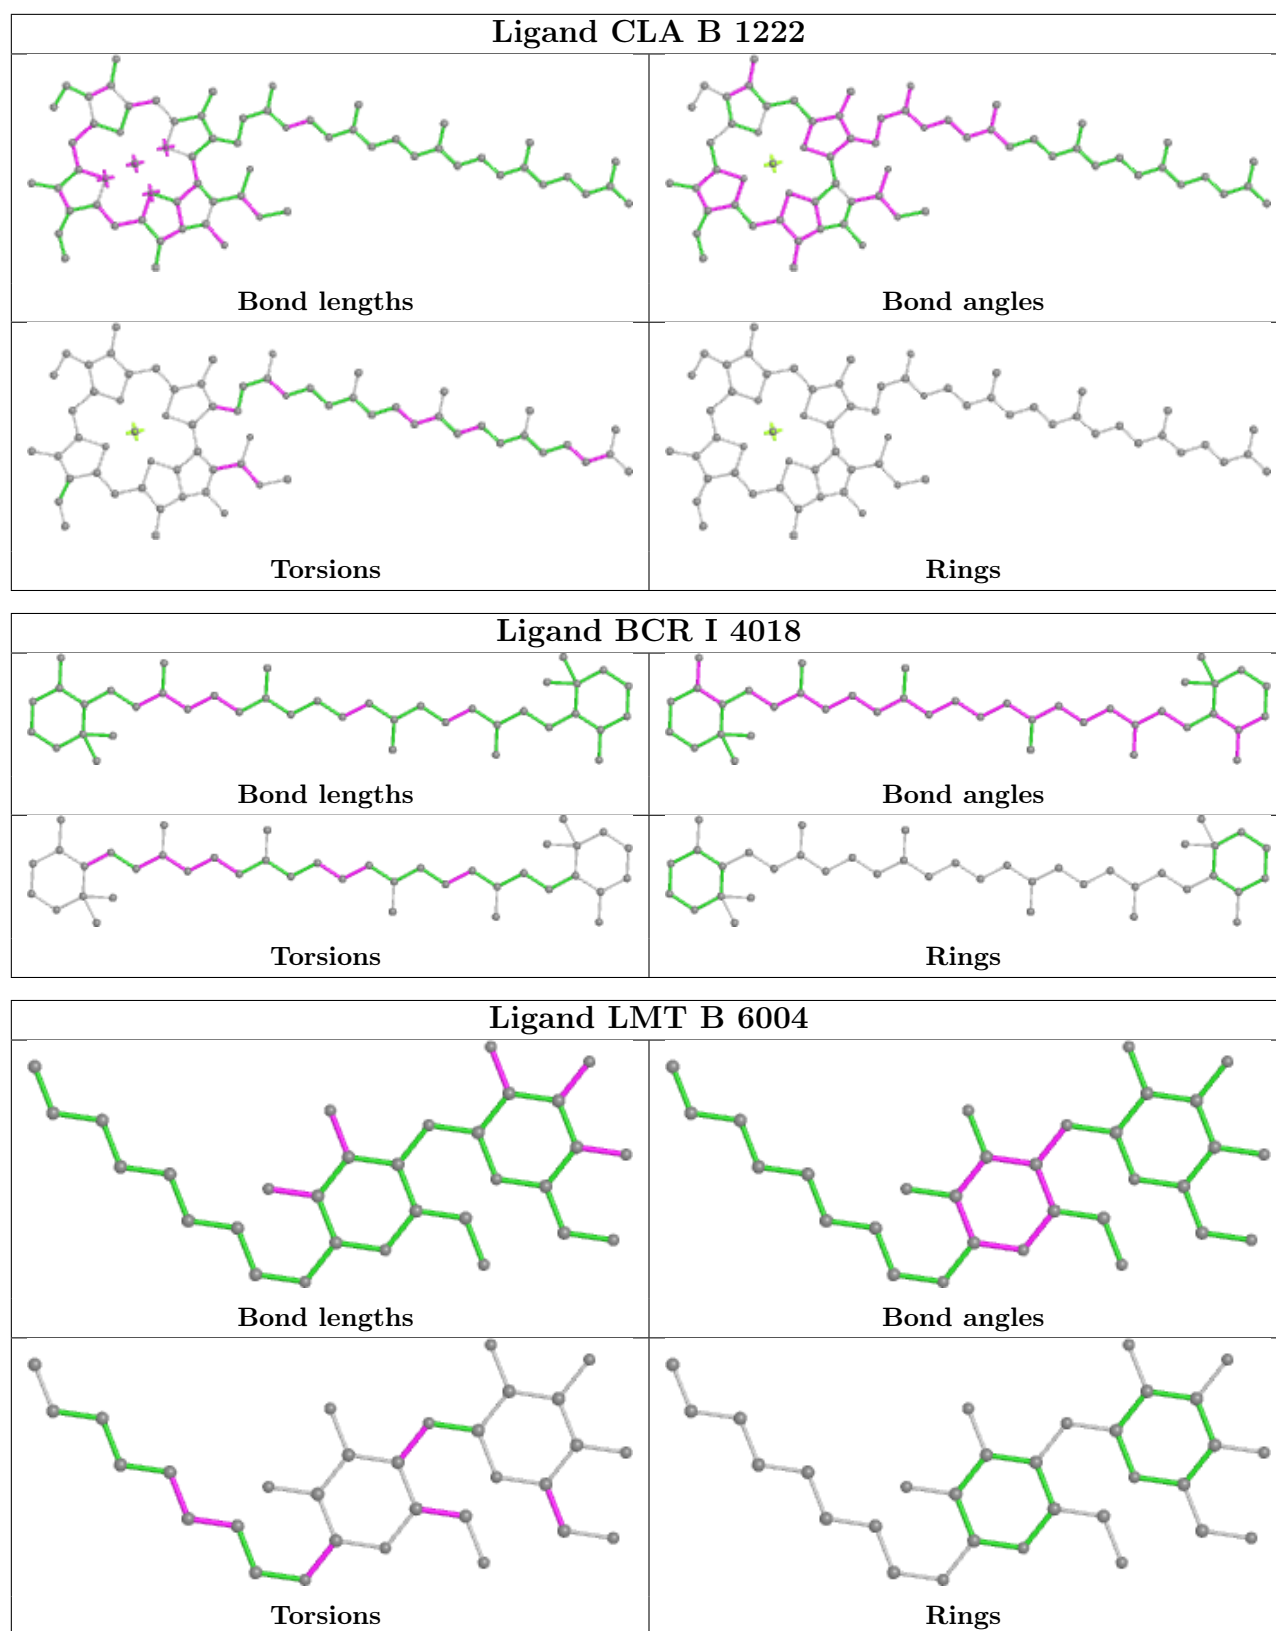 Ligand CLA B 1222
Bond lengths
Bond angles
Torsions
Rings
Ligand BCR I 4018
Bond lengths
Bond angles
Torsions
Rings
Ligand LMT B 6004
Bond lengths
Bond angles
Torsions
Rings